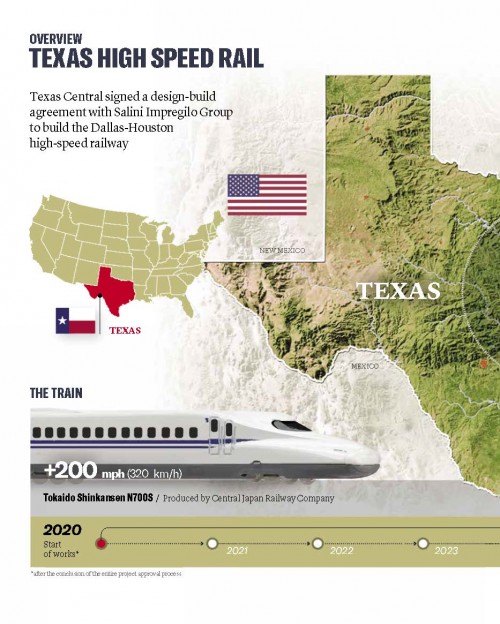 OVERVIEW
TEXAS HIGH SPEED RAIL
Texas Central signed a design-build
agreement with Salini Impregilo Group
to build the Dallas-Houston
high-speed railway
NEW MEXICO
TEXAS
TEXAS
MEXICO
THE TRAIN
+200 mph (320 km/h)
Tokaido Shinkansen N700S / Produced by Central Japan Railway Company
2020
Start
of works*
2021
2022
2023
*after the conclusion of the entire project approval process